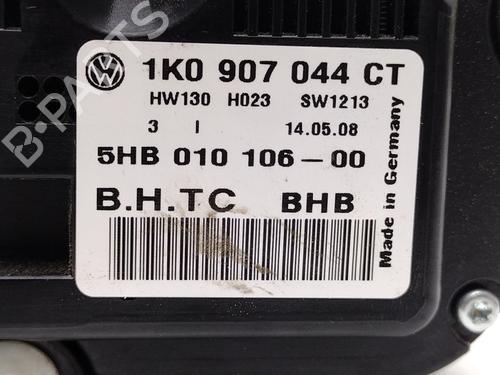 1K0 907 044 CT
HW130 H023 SW1213
3 I 14.05.08
5HB 010 106-00
B.H.TC BHB
Made in Germany
B-PARTS